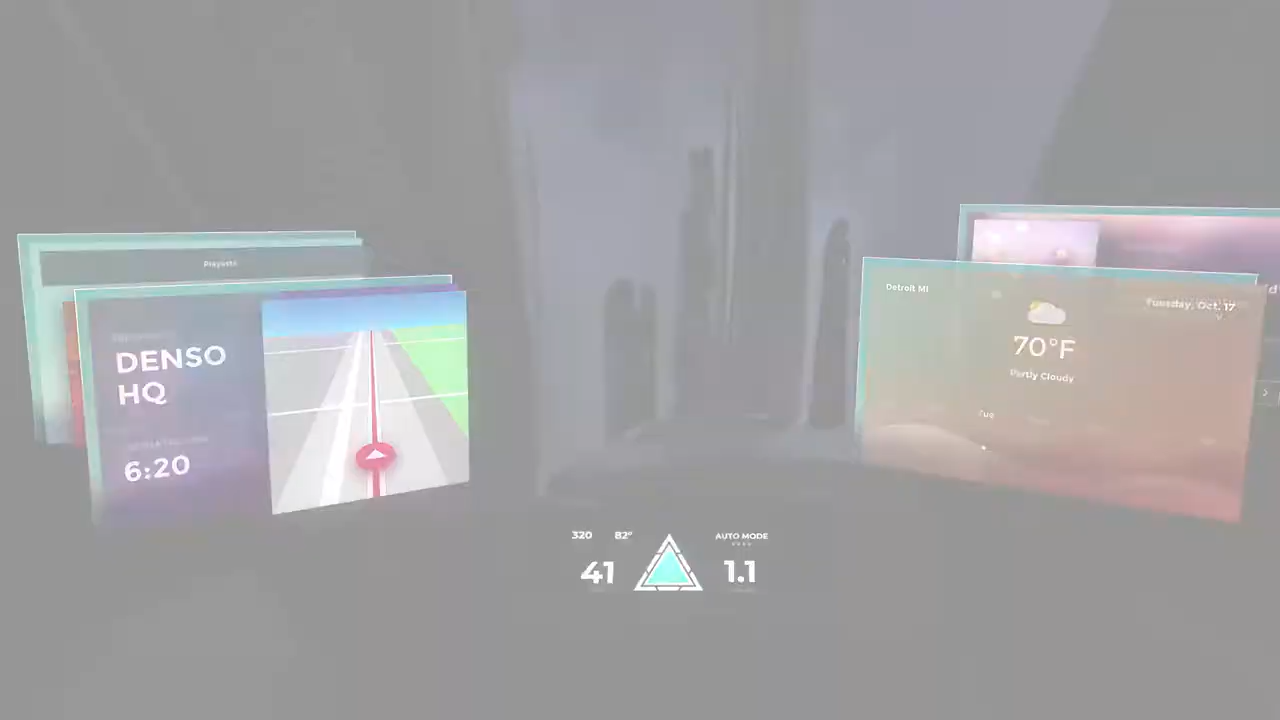 Playlists
DENSO
HQ
6:20
320
82°
AUTO MODE
41
1.1
Detroit MI
Tuesday, Oct. 17
70°F
Partly Cloudy
Tue